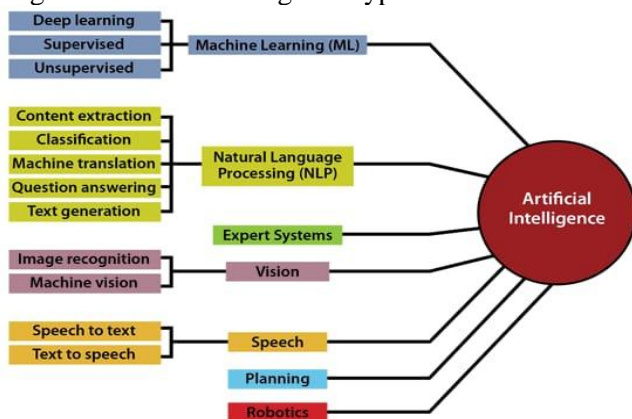 Deep learning
Supervised
Unsupervised
Machine Learning (ML)
Content extraction
Classification
Machine translation
Question answering
Text generation
Natural Language
Processing (NLP)
Expert Systems
Image recognition
Machine vision
Vision
Speech to text
Text to speech
Speech
Planning
Robotics
Artificial
Intelligence